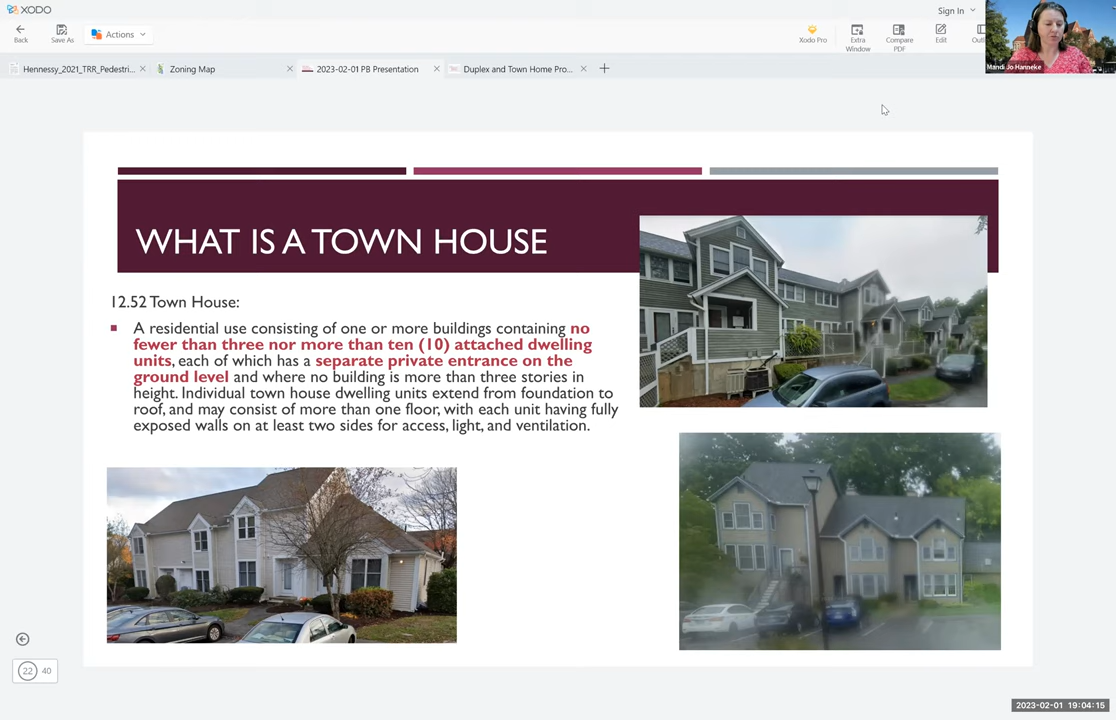 XODO
Sign In
Back
Save As
Actions
Xodo Pro
Extra Window
Compare PDF
Edit
Mandi Jo Hanneke
Hennessy_2021_TRR_Pedestri...
Zoning Map
2023-02-01 PB Presentation
Duplex and Town Home Pro...
WHAT IS A TOWN HOUSE
12.52 Town House:
A residential use consisting of one or more buildings containing no
fewer than three nor more than ten (10) attached dwelling
units, each of which has a separate private entrance on the
ground level and where no building is more than three stories in
height. Individual town house dwelling units extend from foundation to
roof, and may consist of more than one floor, with each unit having fully
exposed walls on at least two sides for access, light, and ventilation.
22 40
2023-02-01 19:04:15